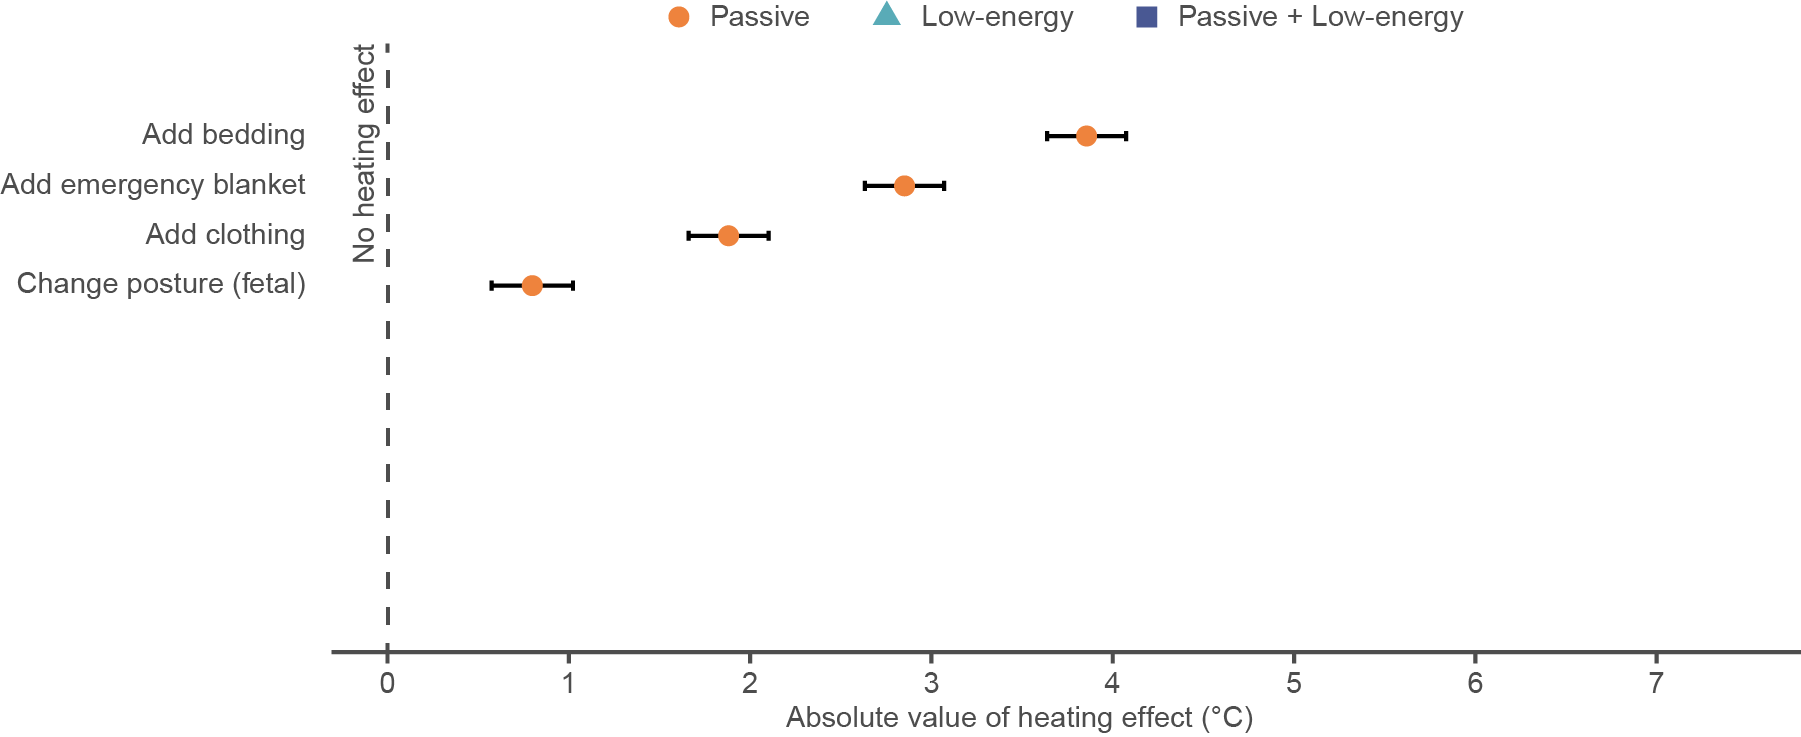 Passive
Low-energy
Passive + Low-energy
No heating effect
Add bedding
Add emergency blanket
Add clothing
Change posture (fetal)
0 1 2 3 4 5 6 7
Absolute value of heating effect (°C)